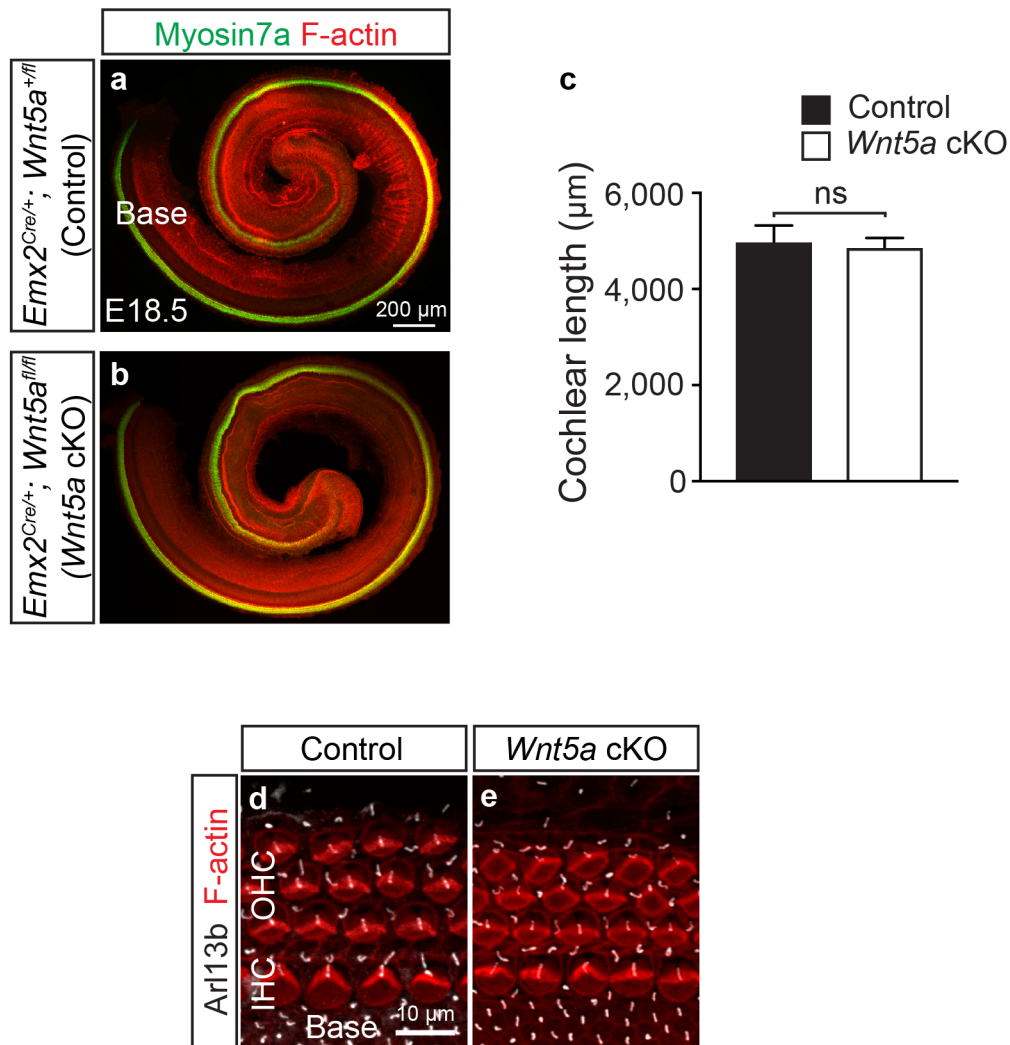 Myosin7a F-actin
Emx2Cre/+; Wnt5a+/fl
(Control)
a
Base
E18.5
200 µm
Emx2Cre/+; Wnt5afl/fl
(Wnt5a cKO)
b
c
Control
Wnt5a cKO
Cochlear length (µm)
6,000
4,000
2,000
0
ns
Control
Wnt5a cKO
Arl13b F-actin
d
e
OHC
IHC
Base
10 µm